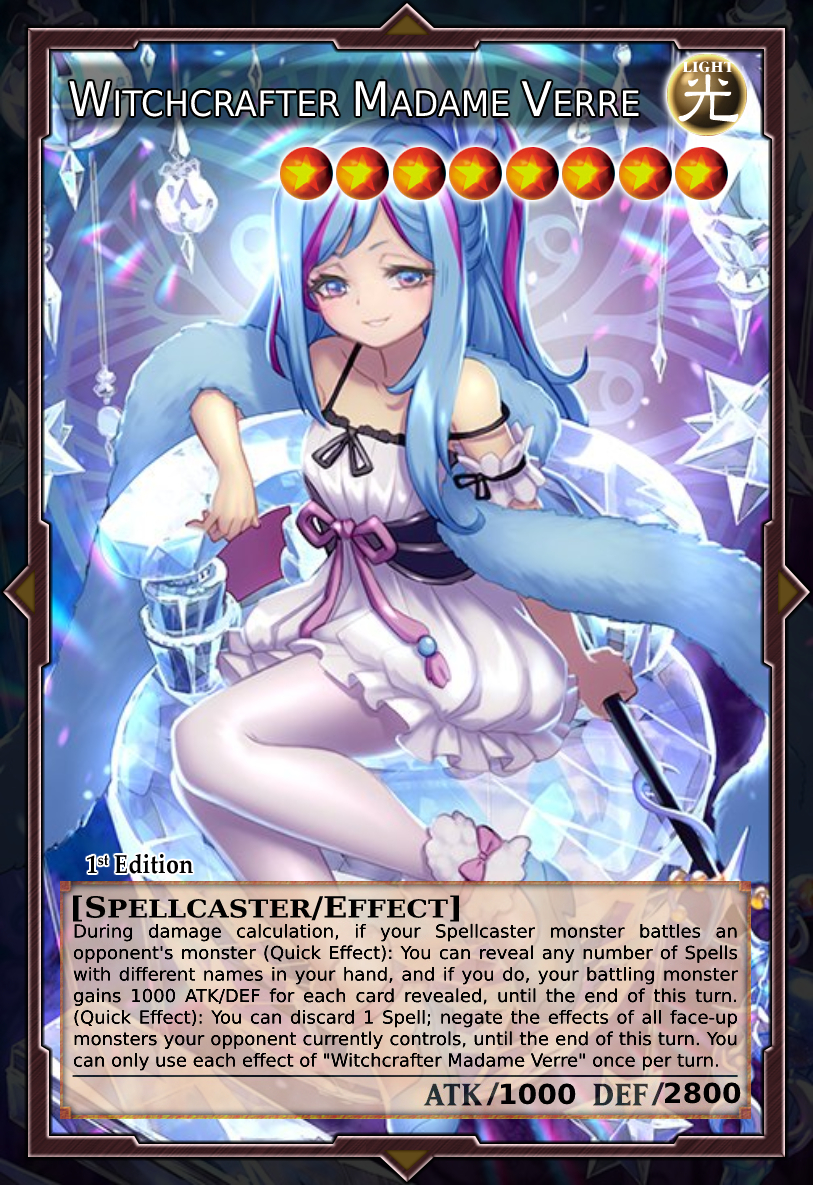 WITCHCRAFTER MADAME VERRE
LIGHT
光
1st Edition
[SPELLCASTER/EFFECT]
During damage calculation, if your Spellcaster monster battles an
opponent's monster (Quick Effect): You can reveal any number of Spells
with different names in your hand, and if you do, your battling monster
gains 1000 ATK/DEF for each card revealed, until the end of this turn.
(Quick Effect): You can discard 1 Spell; negate the effects of all face-up
monsters your opponent currently controls, until the end of this turn. You
can only use each effect of "Witchcrafter Madame Verre" once per turn.
ATK/1000 DEF/2800